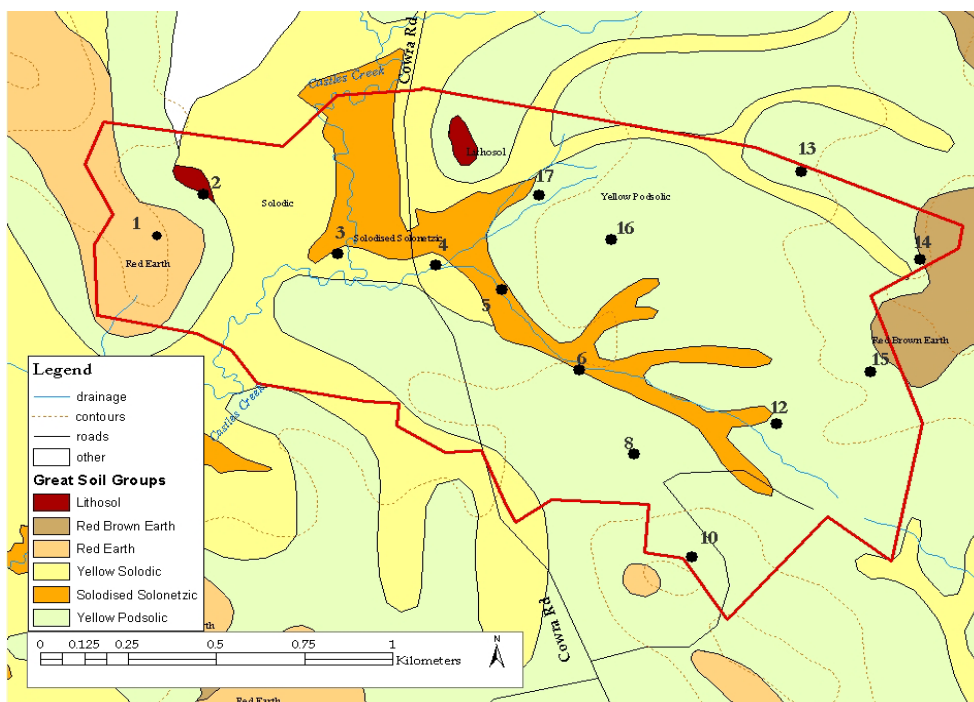 Castles Creek
Cowra Rd
13
Lithosol
2
17
Solodic
Yellow Podsolic
1
16
3
Solodised Solonetzic
4
14
Red Earth
5
Red Brown Earth
6
15
Legend
drainage
contours
roads
other
Great Soil Groups
Lithosol
Red Brown Earth
Red Earth
Yellow Solodic
Solodised Solonetzic
Yellow Podsolic
Castles Creek
12
8
10
Cowra Rd
0 0.125 0.25 0.5 0.75 1
Kilometers
N
Earth
Red Earth